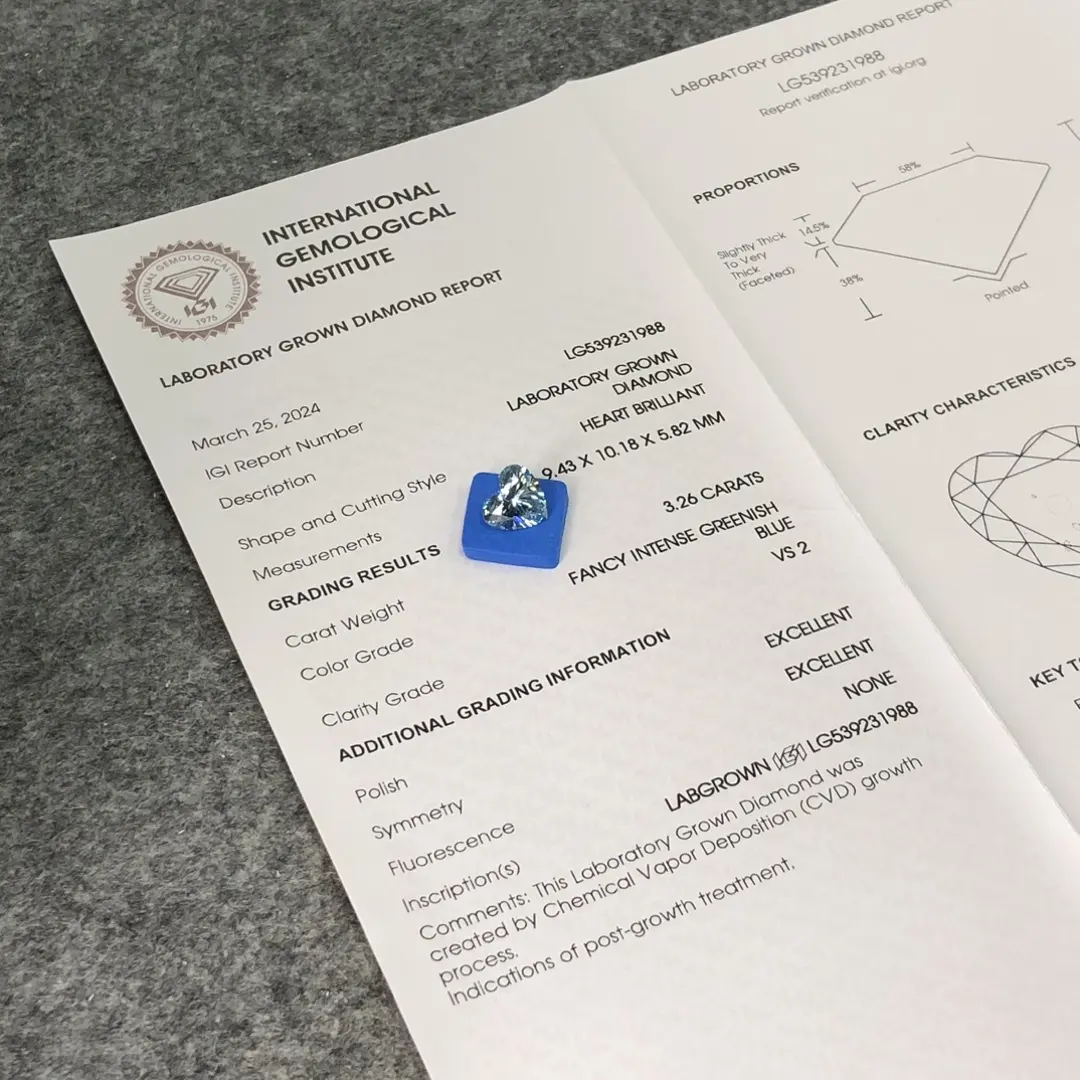 INTERNATIONAL
GEMOLOGICAL
INSTITUTE
INTERNATIONAL GEMOLOGICAL INSTITUTE
IGI
1975
LABORATORY GROWN DIAMOND REPORT
March 25, 2024
IGI Report Number LG539231988
Description LABORATORY GROWN
DIAMOND
Shape and Cutting Style HEART BRILLIANT
Measurements 9.43 X 10.18 X 5.82 MM
GRADING RESULTS
Carat Weight 3.26 CARATS
Color Grade FANCY INTENSE GREENISH
BLUE
Clarity Grade VS 2
ADDITIONAL GRADING INFORMATION
Polish EXCELLENT
Symmetry EXCELLENT
Fluorescence NONE
Inscription(s) LABGROWN IGI LG539231988
Comments: This Laboratory Grown Diamond was
created by Chemical Vapor Deposition (CVD) growth
process.
Indications of post-growth treatment.
LABORATORY GROWN DIAMOND REPORT
LG539231988
Report verification at igi.org
PROPORTIONS
58%
14.5%
Slightly Thick
To Very
Thick
(Faceted)
38%
Pointed
CLARITY CHARACTERISTICS
KEY